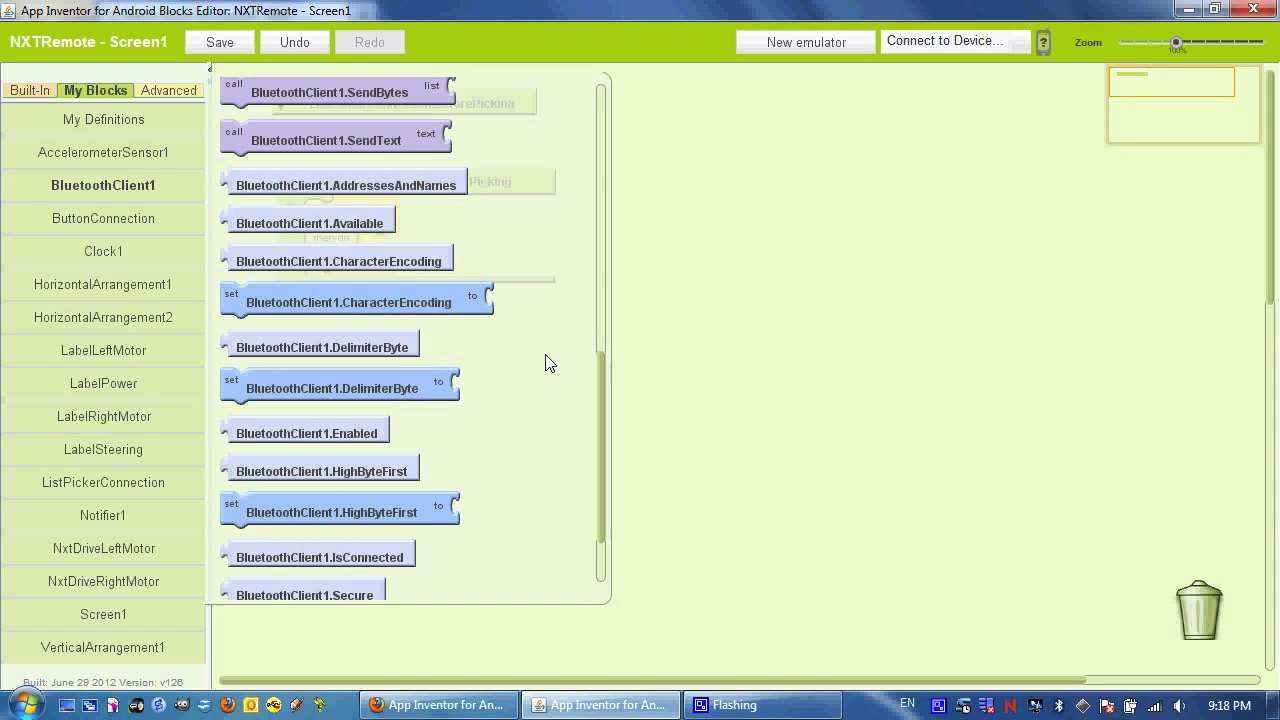 App Inventor for Android Blocks Editor: NXTRemote - Screen1
NXTRemote - Screen1
Save
Undo
Redo
New emulator
Connect to Device...
?
Zoom
100%
Built-In
My Blocks
Advanced
My Definitions
AccelerometerSensor1
BluetoothClient1
ButtonConnection
Clock1
HorizontalArrangement1
HorizontalArrangement2
LabelLeftMotor
LabelPower
LabelRightMotor
LabelSteering
ListPickerConnection
Notifier1
NxtDriveLeftMotor
NxtDriveRightMotor
Screen1
VerticalArrangement1
Built: June 29 2012 Version: v126
call BluetoothClient1.SendBytes list
call BluetoothClient1.SendText text
BluetoothClient1.AddressesAndNames
Picking
BluetoothClient1.Available
then-do
BluetoothClient1.CharacterEncoding
set BluetoothClient1.CharacterEncoding to
BluetoothClient1.DelimiterByte
set BluetoothClient1.DelimiterByte to
BluetoothClient1.Enabled
BluetoothClient1.HighByteFirst
set BluetoothClient1.HighByteFirst to
BluetoothClient1.IsConnected
BluetoothClient1.Secure
App Inventor for An...
App Inventor for An...
Flashing
EN
9:18 PM